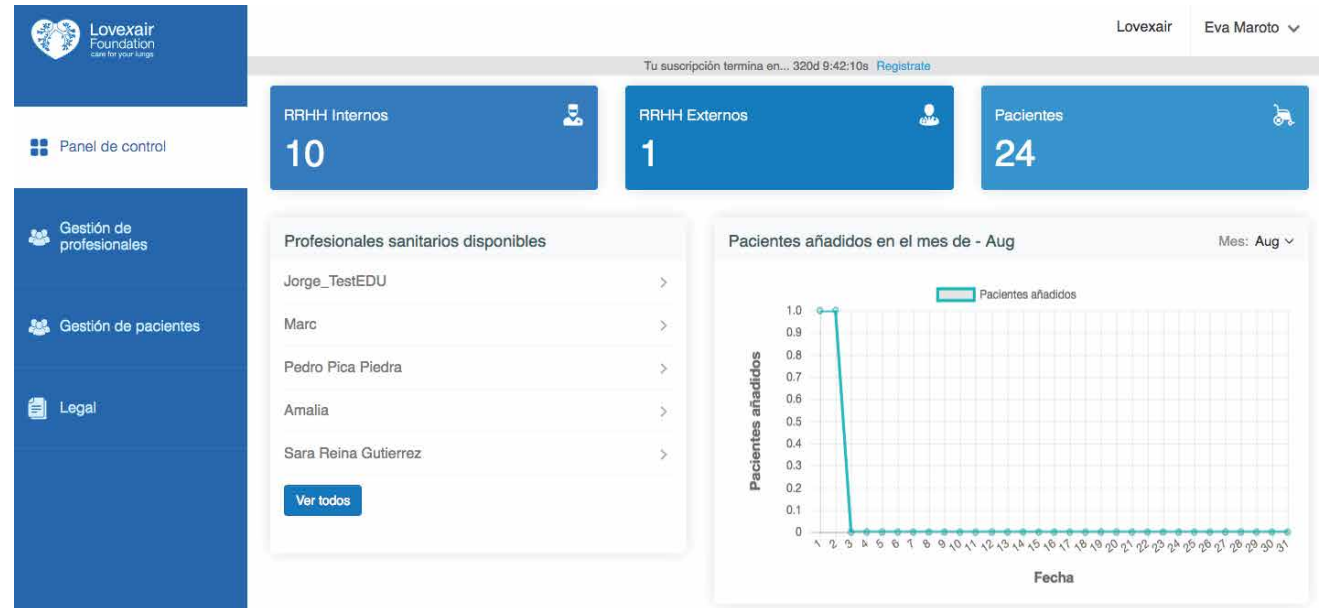 Lovexair
Foundation
care for your lungs
Lovexair
Eva Maroto
Tu suscripción termina en... 320d 9:42:10s Registrate
Panel de control
Gestión de
profesionales
Gestión de pacientes
Legal
RRHH Internos
10
RRHH Externos
1
Pacientes
24
Profesionales sanitarios disponibles
Jorge_TestEDU
Marc
Pedro Pica Piedra
Amalia
Sara Reina Gutierrez
Ver todos
Pacientes añadidos en el mes de - Aug
Mes: Aug
Pacientes añadidos
Pacientes añadidos
1.0
0.9
0.8
0.7
0.6
0.5
0.4
0.3
0.2
0.1
0
1 2 3 4 5 6 7 8 9 10 11 12 13 14 15 16 17 18 19 20 21 22 23 24 25 26 27 28 29 30 31
Fecha